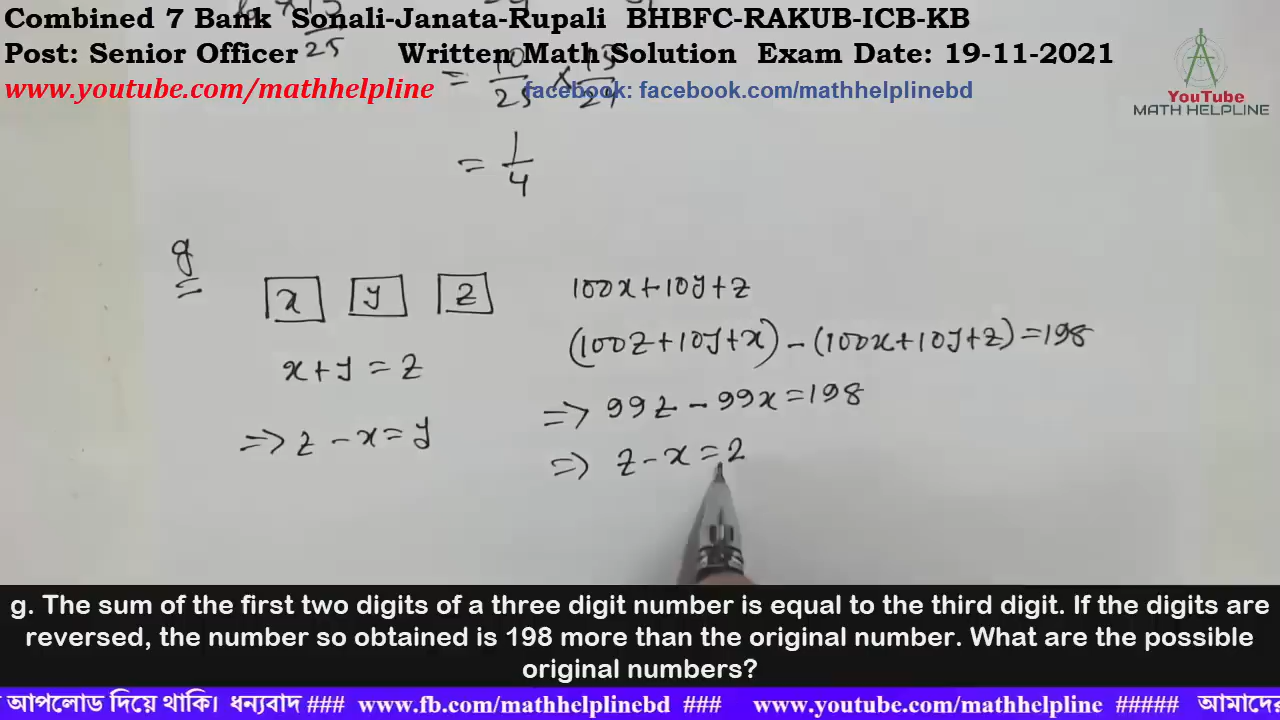 Combined 7 Bank Sonali-Janata-Rupali BHBFC-RAKUB-ICB-KB
Post: Senior Officer Written Math Solution Exam Date: 19-11-2021
www.youtube.com/mathhelpline facebook: facebook.com/mathhelplinebd
YouTube
MATH HELPLINE
25
= 10/25 × 15/24
= 1/4
g
x y z
100x+10y+z
(100z+10y+x) - (100x+10y+z) = 198
x+y = z
=> 99z - 99x = 198
=> z - x = y
=> z - x = 2
g. The sum of the first two digits of a three digit number is equal to the third digit. If the digits are
reversed, the number so obtained is 198 more than the original number. What are the possible
original numbers?
আপলোড দিয়ে থাকি। ধন্যবাদ ### www.fb.com/mathhelplinebd ### www.youtube.com/mathhelpline ##### আমাদের